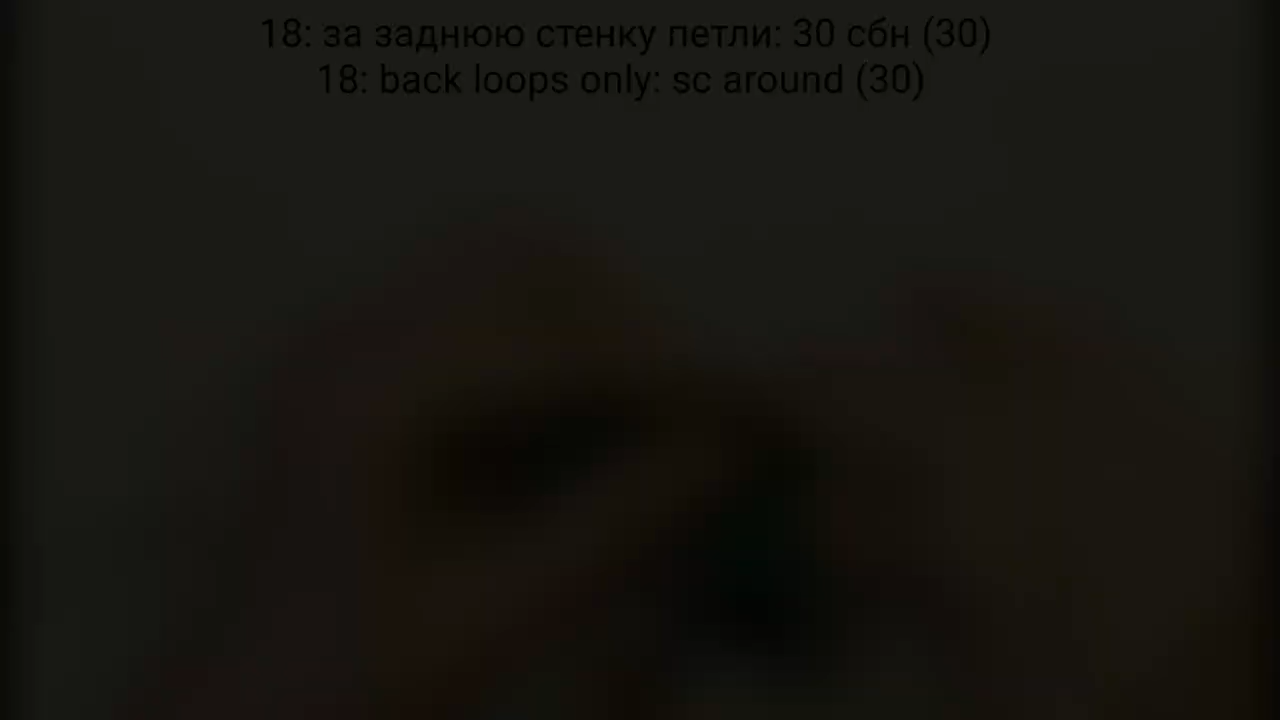 18: за заднюю стенку петли: 30 сбн (30)
18: back loops only: sc around (30)